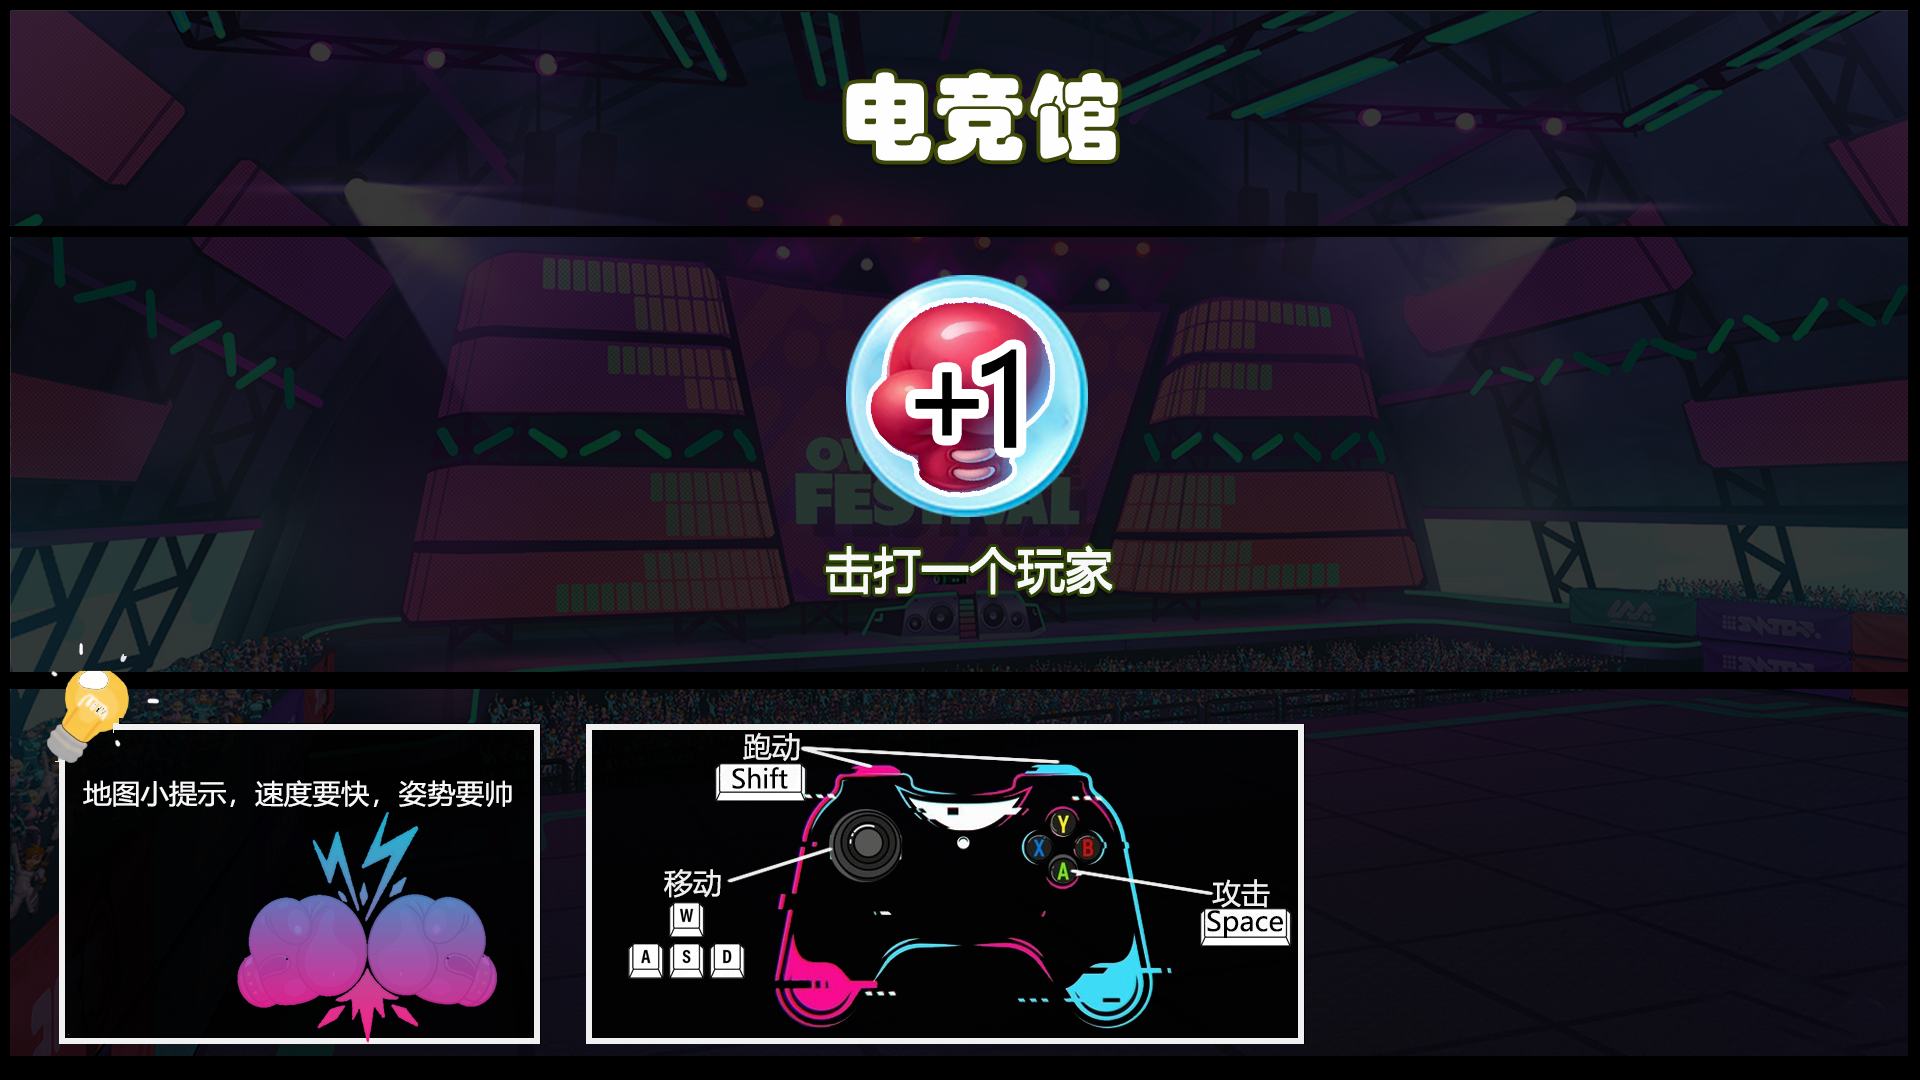 电竞馆
+1
FESTIVAL
击打一个玩家
地图小提示，速度要快，姿势要帅
跑动
Shift
移动
W
A S D
Y
X B
A
攻击
Space